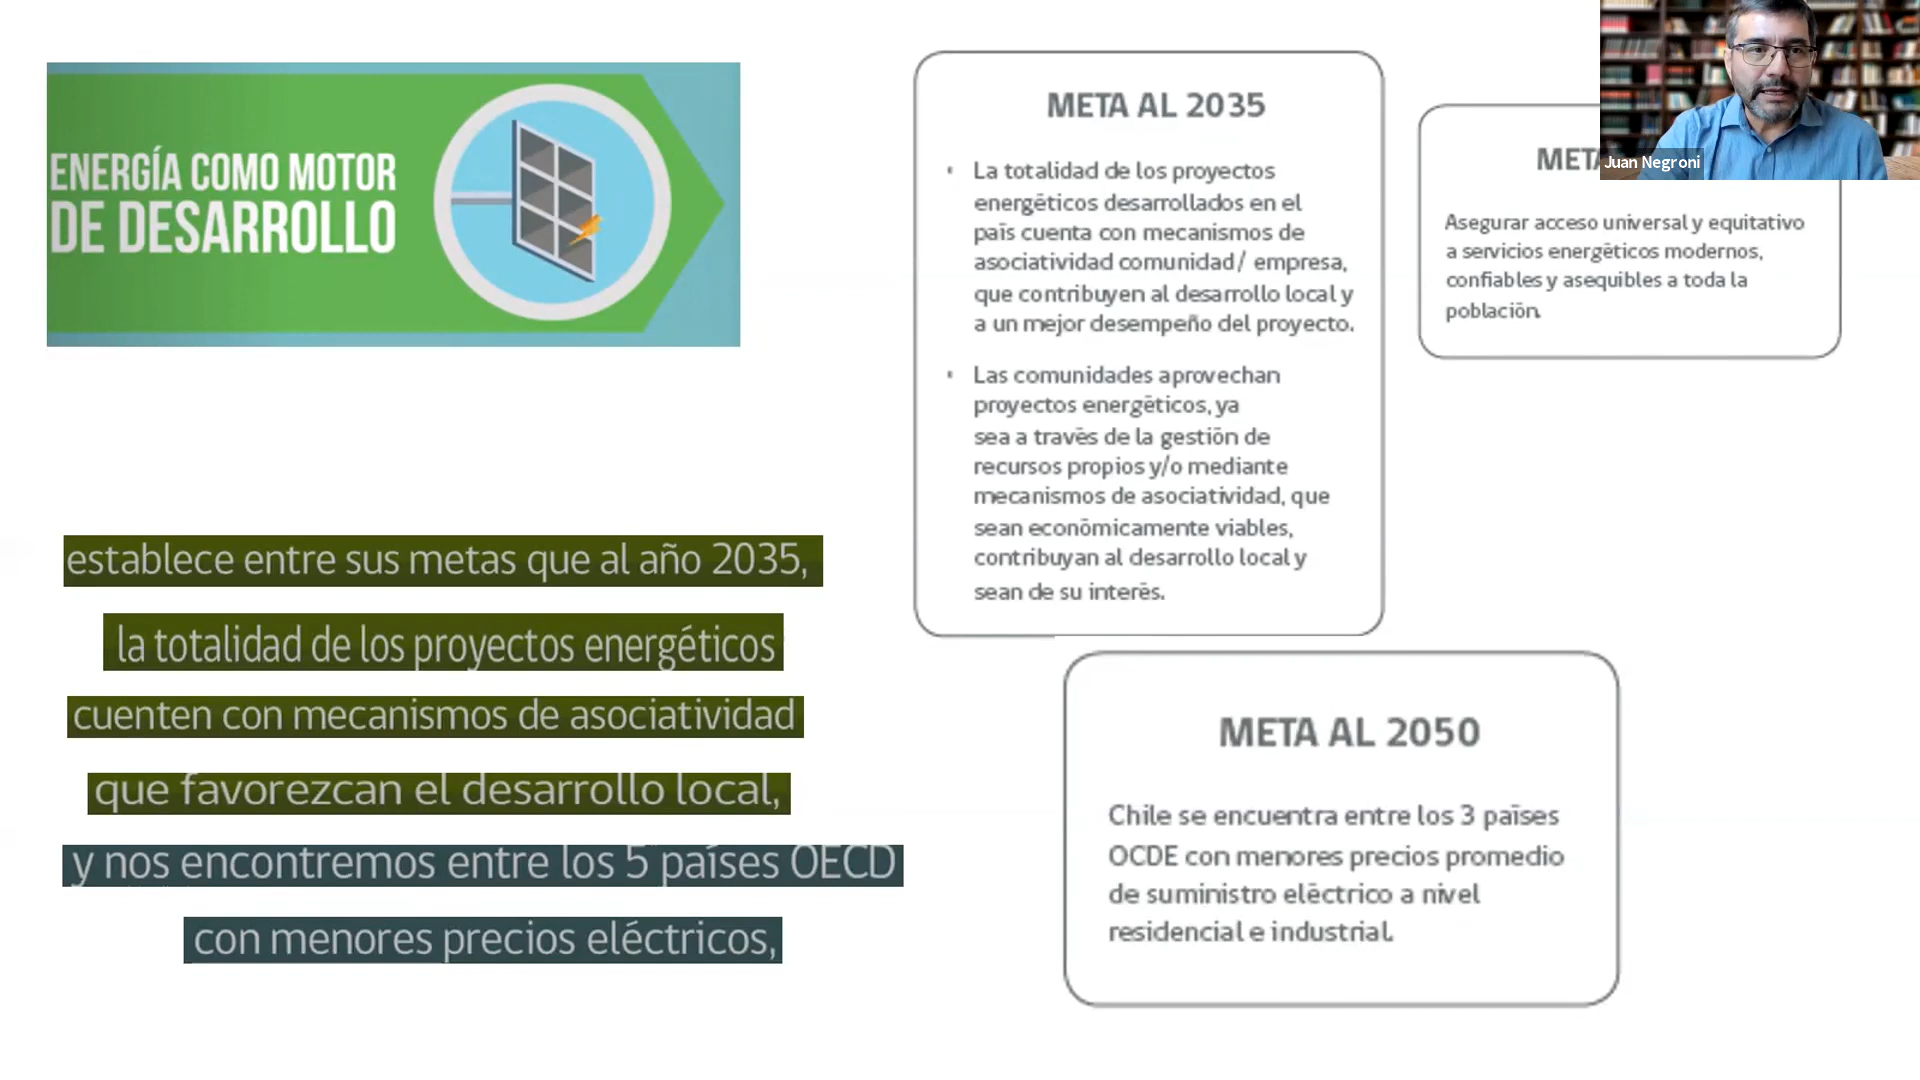 ENERGÍA COMO MOTOR
DE DESARROLLO
establece entre sus metas que al año 2035,
la totalidad de los proyectos energéticos
cuenten con mecanismos de asociatividad
que favorezcan el desarrollo local,
y nos encontremos entre los 5 países OECD
con menores precios eléctricos,
META AL 2035
· La totalidad de los proyectos
energéticos desarrollados en el
país cuenta con mecanismos de
asociatividad comunidad/ empresa,
que contribuyen al desarrollo local y
a un mejor desempeño del proyecto.
· Las comunidades aprovechan
proyectos energéticos, ya
sea a través de la gestión de
recursos propios y/o mediante
mecanismos de asociatividad, que
sean económicamente viables,
contribuyan al desarrollo local y
sean de su interés.
Asegurar acceso universal y equitativo
a servicios energéticos modernos,
confiables y asequibles a toda la
población.
META AL 2050
Chile se encuentra entre los 3 países
OCDE con menores precios promedio
de suministro eléctrico a nivel
residencial e industrial.
Juan Negroni